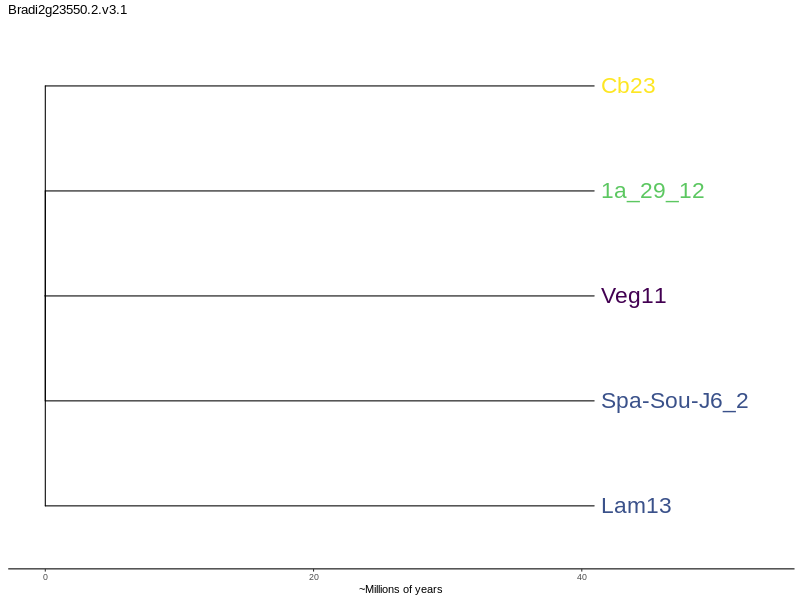 Bradi2g23550.2.v3.1
Cb23
1a_29_12
Veg11
Spa-Sou-J6_2
Lam13
0 20 40
~Millions of years